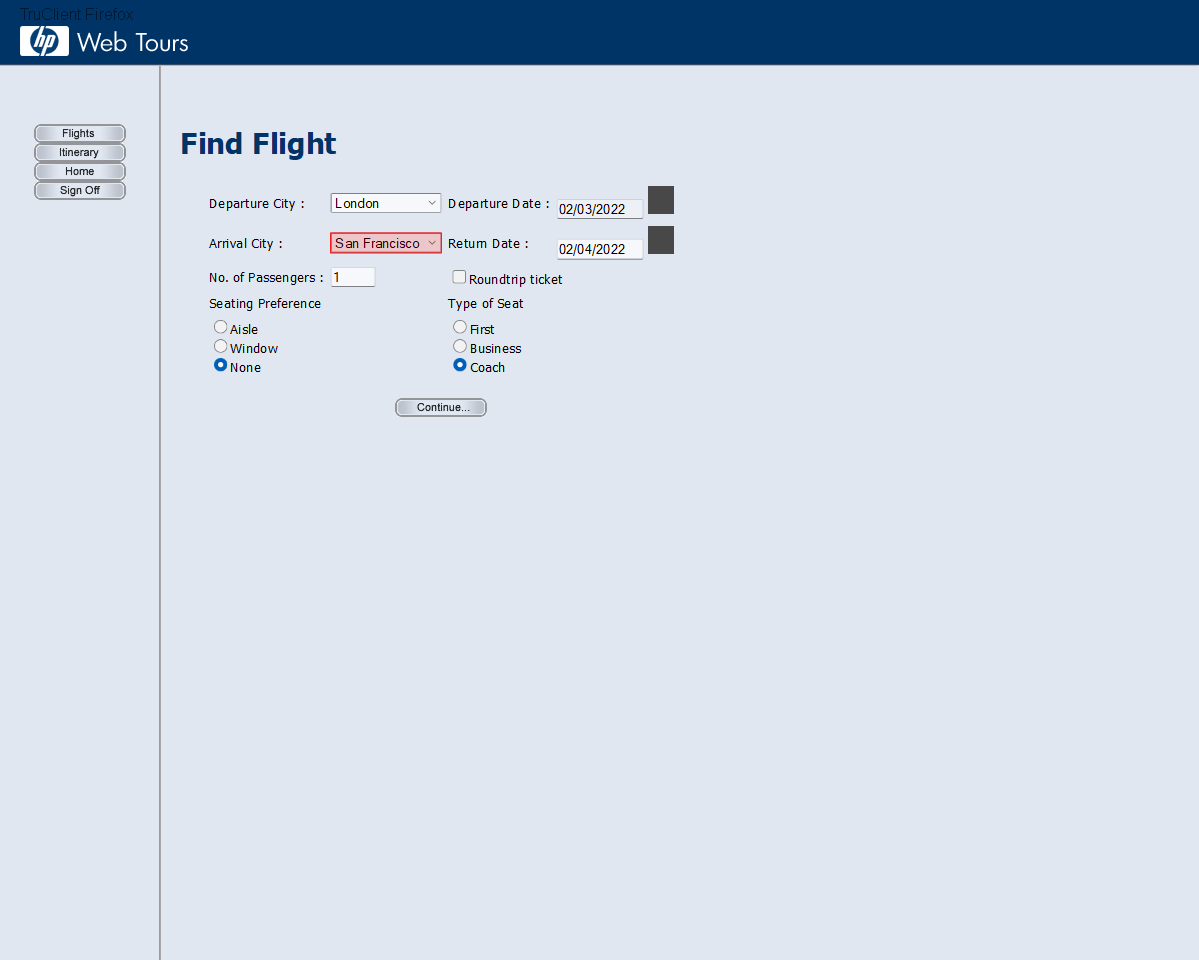 TruClient Firefox
hp Web Tours
Flights
Itinerary
Home
Sign Off
Find Flight
Departure City : London Departure Date : 02/03/2022
Arrival City : San Francisco Return Date : 02/04/2022
No. of Passengers : 1 Roundtrip ticket
Seating Preference Type of Seat
Aisle First
Window Business
None Coach
Continue...